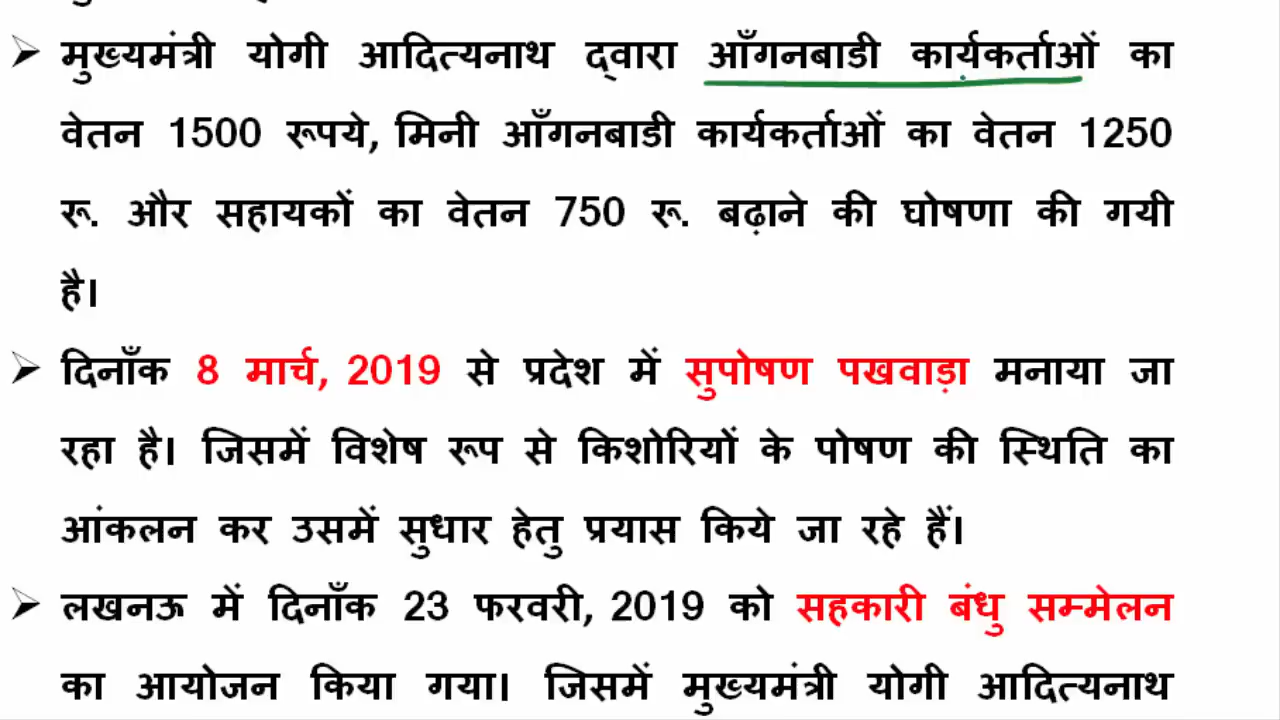 ➢ मुख्यमंत्री योगी आदित्यनाथ द्वारा आँगनबाडी कार्यकर्ताओं का
वेतन 1500 रूपये, मिनी आँगनबाडी कार्यकर्ताओं का वेतन 1250
रू. और सहायकों का वेतन 750 रू. बढ़ाने की घोषणा की गयी
है।
➢ दिनाँक 8 मार्च, 2019 से प्रदेश में सुपोषण पखवाड़ा मनाया जा
रहा है। जिसमें विशेष रूप से किशोरियों के पोषण की स्थिति का
आंकलन कर उसमें सुधार हेतु प्रयास किये जा रहे हैं।
➢ लखनऊ में दिनाँक 23 फरवरी, 2019 को सहकारी बंधु सम्मेलन
का आयोजन किया गया। जिसमें मुख्यमंत्री योगी आदित्यनाथ